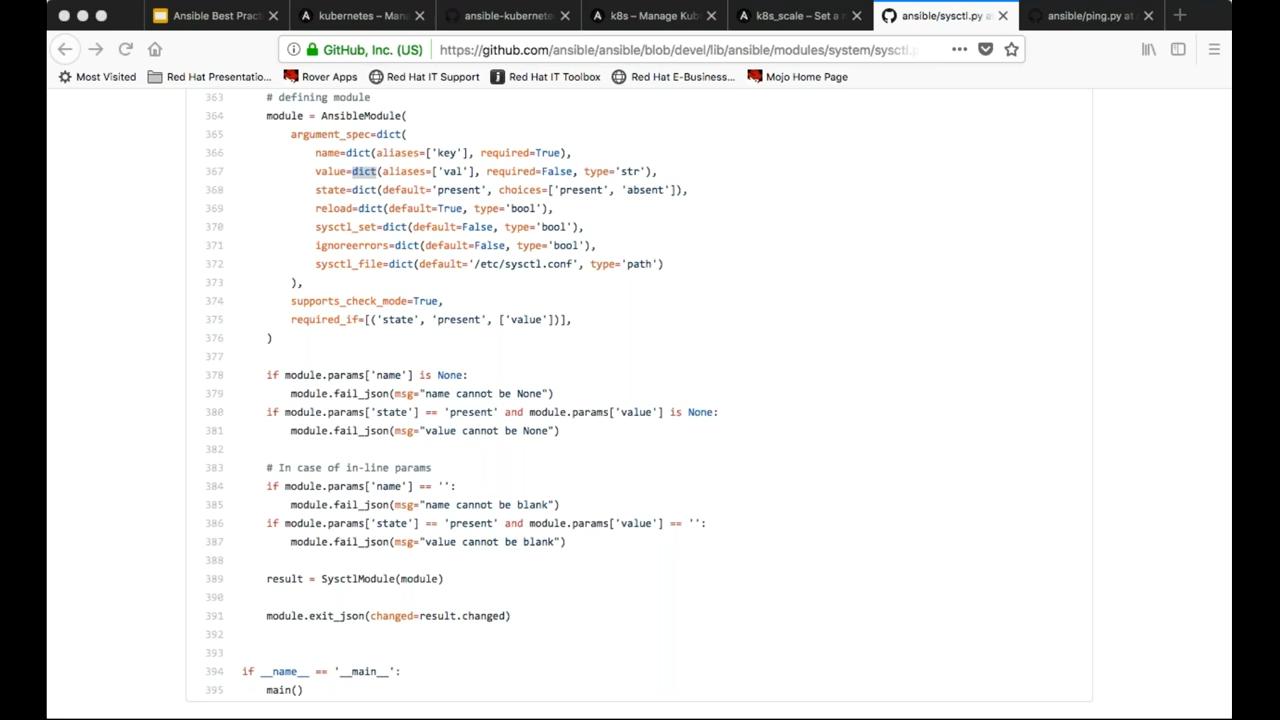 Ansible Best Pract
kubernetes – Mana
ansible-kubernete
k8s – Manage Kub
k8s_scale – Set a n
ansible/sysctl.py at
ansible/ping.py at
GitHub, Inc. (US)
https://github.com/ansible/ansible/blob/devel/lib/ansible/modules/system/sysctl.p
Most Visited
Red Hat Presentatio...
Rover Apps
Red Hat IT Support
Red Hat IT Toolbox
Red Hat E-Business...
Mojo Home Page
363 # defining module
364 module = AnsibleModule(
365 argument_spec=dict(
366 name=dict(aliases=['key'], required=True),
367 value=dict(aliases=['val'], required=False, type='str'),
368 state=dict(default='present', choices=['present', 'absent']),
369 reload=dict(default=True, type='bool'),
370 sysctl_set=dict(default=False, type='bool'),
371 ignoreerrors=dict(default=False, type='bool'),
372 sysctl_file=dict(default='/etc/sysctl.conf', type='path')
373 ),
374 supports_check_mode=True,
375 required_if=[('state', 'present', ['value'])],
376 )
377
378 if module.params['name'] is None:
379 module.fail_json(msg="name cannot be None")
380 if module.params['state'] == 'present' and module.params['value'] is None:
381 module.fail_json(msg="value cannot be None")
382
383 # In case of in-line params
384 if module.params['name'] == '':
385 module.fail_json(msg="name cannot be blank")
386 if module.params['state'] == 'present' and module.params['value'] == '':
387 module.fail_json(msg="value cannot be blank")
388
389 result = SysctlModule(module)
390
391 module.exit_json(changed=result.changed)
392
393
394 if __name__ == '__main__':
395 main()